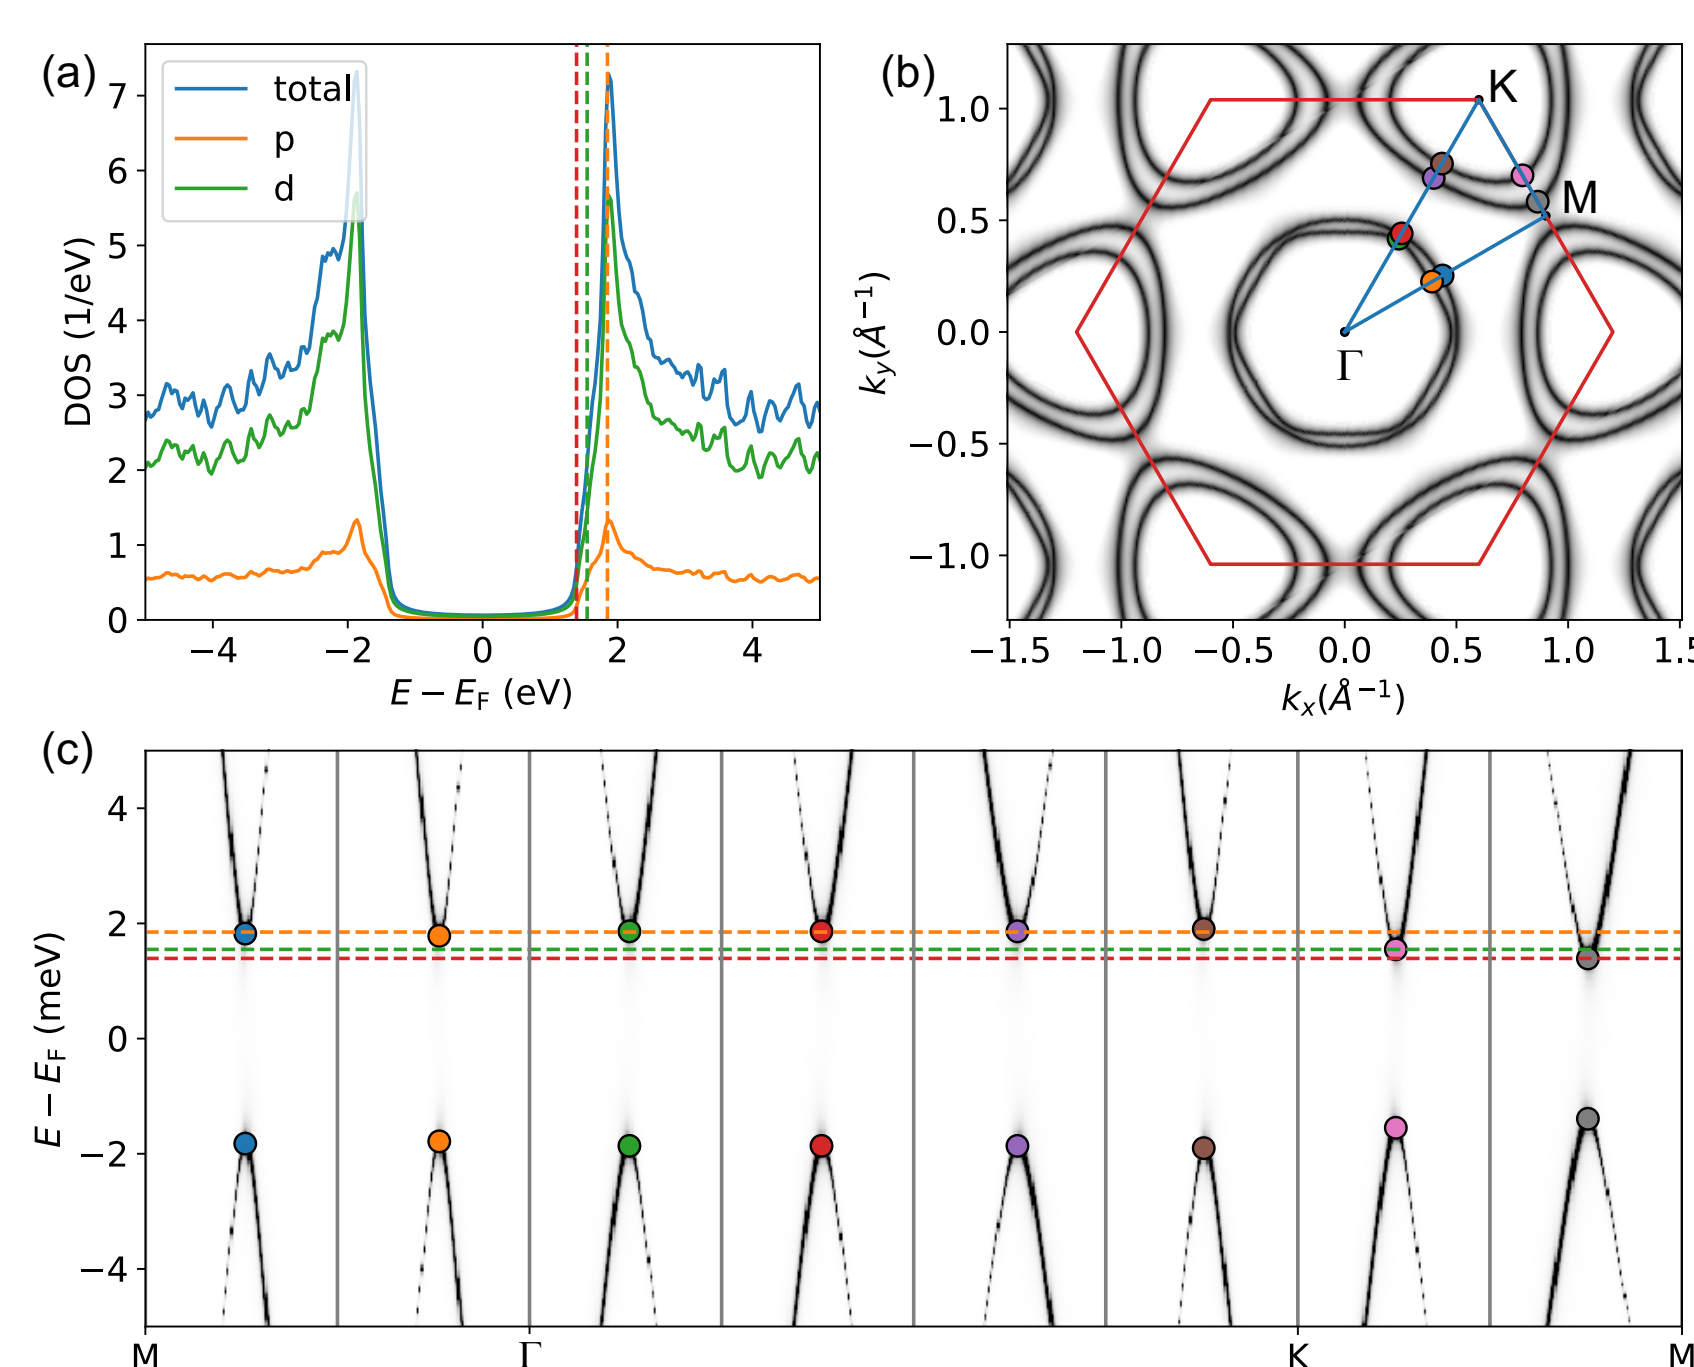 (a)
total
p
d
7
6
5
4
3
2
1
0
DOS (1/eV)
−4 −2 0 2 4
E − E_F (eV)
(b)
K
M
Γ
1.0
0.5
0.0
−0.5
−1.0
k_y(Å⁻¹)
−1.5 −1.0 −0.5 0.0 0.5 1.0 1.5
k_x(Å⁻¹)
(c)
4
2
0
−2
−4
E − E_F (meV)
M Γ K M